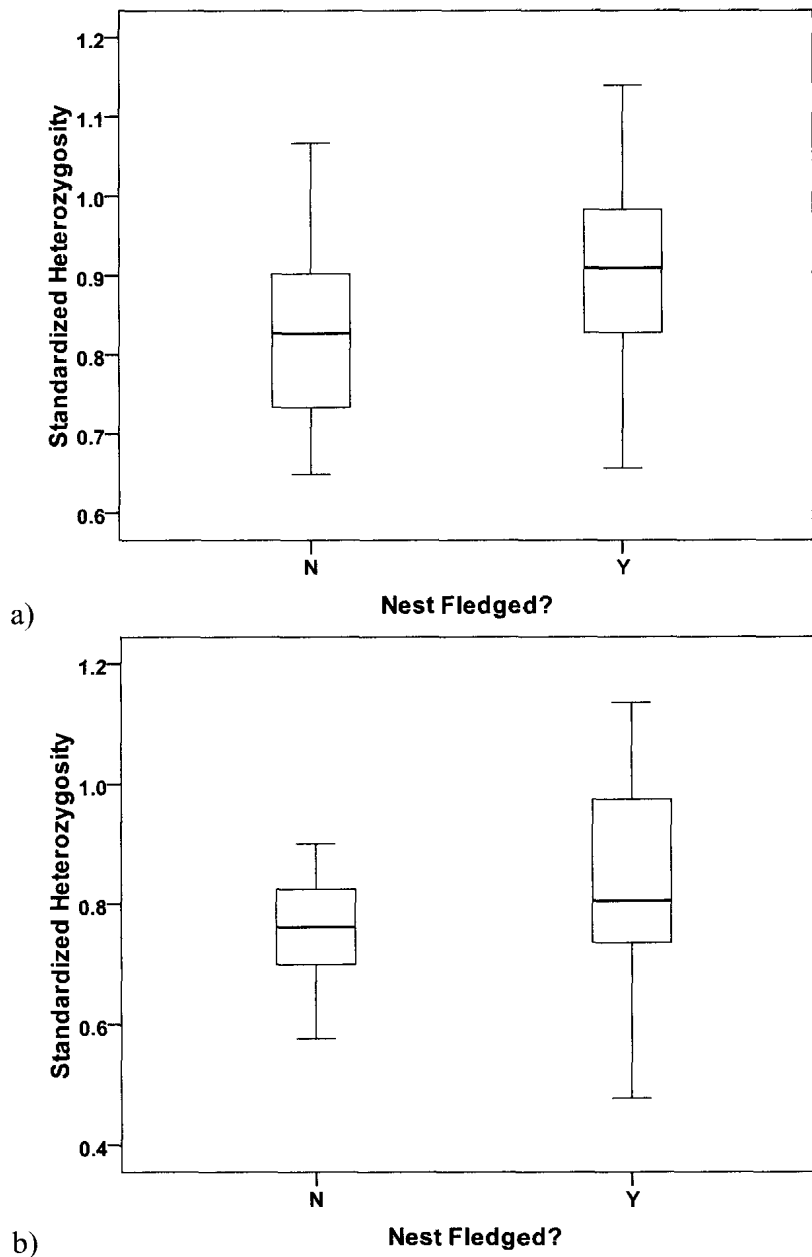 1.2
1.1
1.0
0.9
0.8
0.7
0.6
Standardized Heterozygosity
N Y
Nest Fledged?
a)
1.2
1.0
0.8
0.6
0.4
Standardized Heterozygosity
N Y
Nest Fledged?
b)